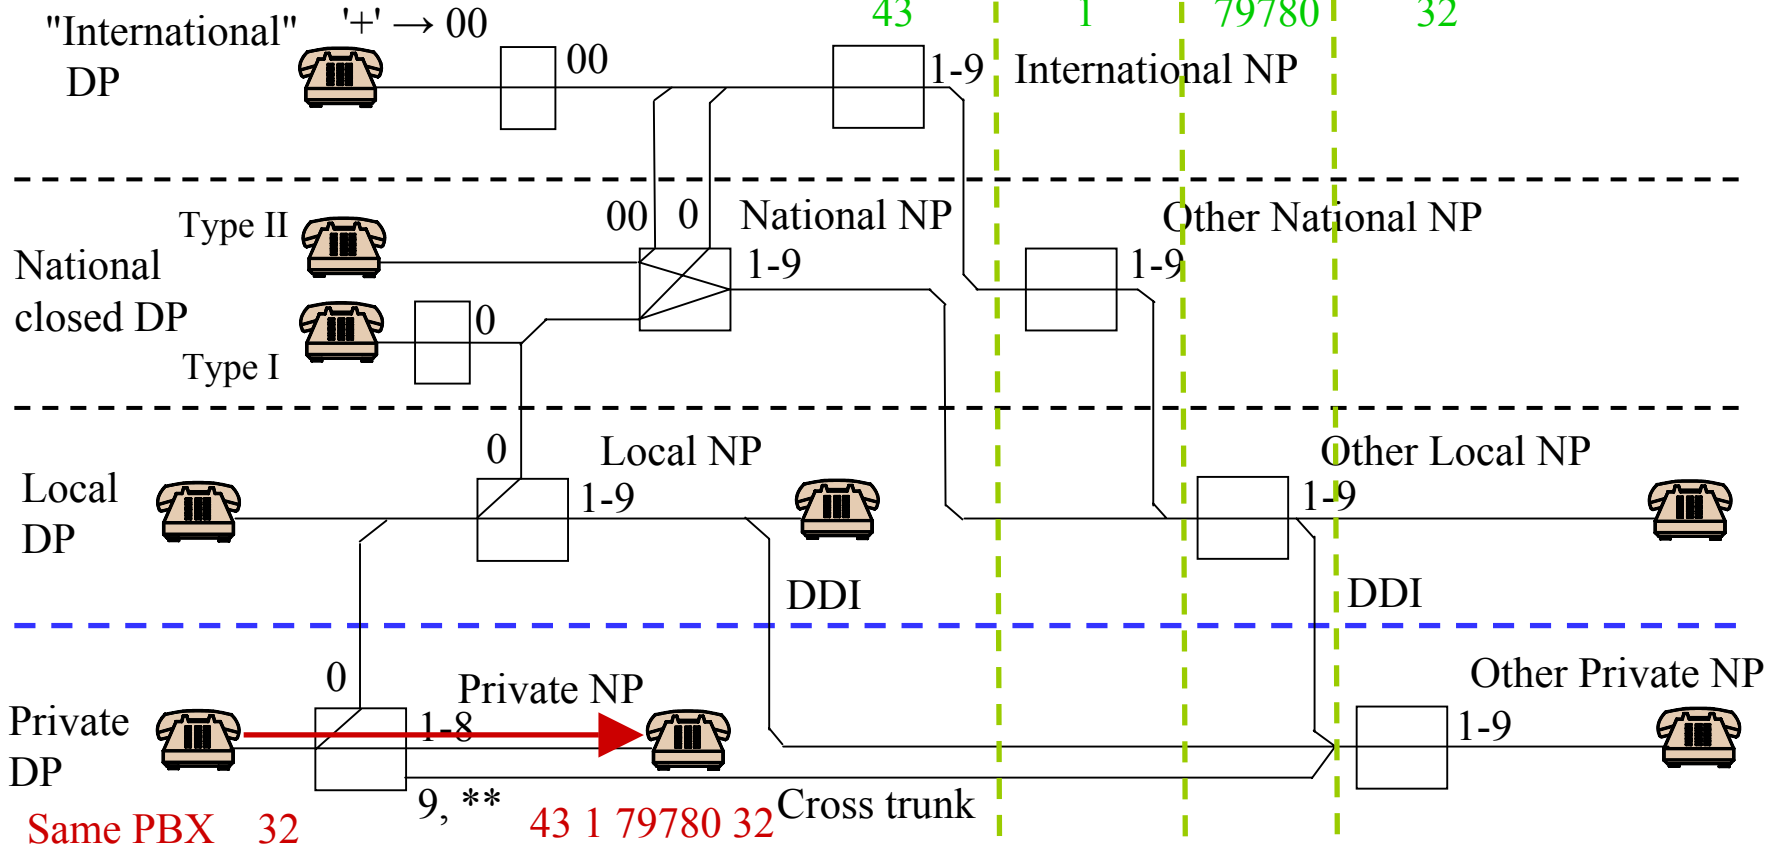 43 1 79780 32
"International" '+' → 00
DP
00
1-9 International NP
Type II
00 0 National NP
Other National NP
National
closed DP
1-9
1-9
0
Type I
0 Local NP
Other Local NP
Local
DP
1-9
1-9
DDI
DDI
0
Private NP
Other Private NP
Private
DP
1-8
1-9
9, **
Cross trunk
Same PBX 32
43 1 79780 32